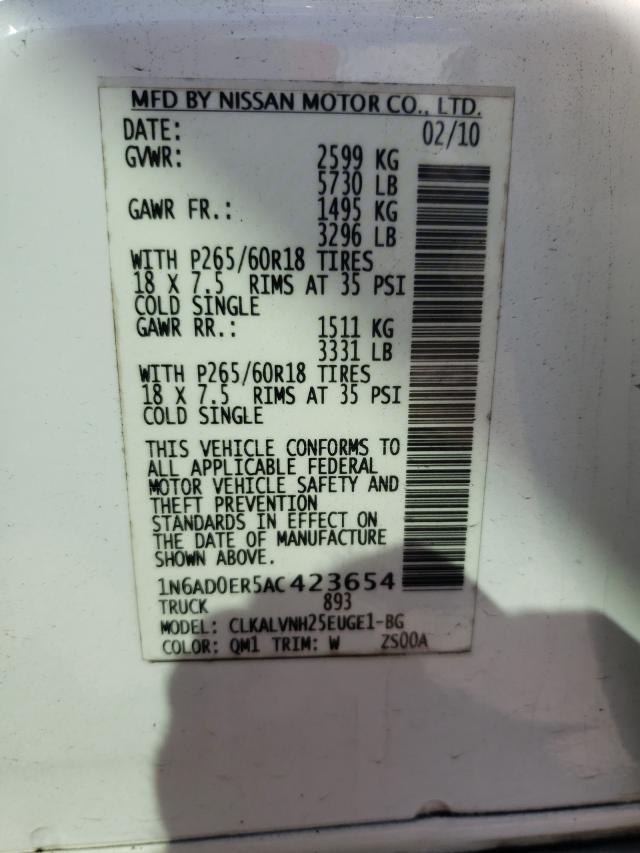 MFD BY NISSAN MOTOR CO., LTD.
DATE: 02/10
GVWR: 2599 KG
5730 LB
GAWR FR.: 1495 KG
3296 LB
WITH P265/60R18 TIRES
18 X 7.5 RIMS AT 35 PSI
COLD SINGLE
GAWR RR.: 1511 KG
3331 LB
WITH P265/60R18 TIRES
18 X 7.5 RIMS AT 35 PSI
COLD SINGLE
THIS VEHICLE CONFORMS TO
ALL APPLICABLE FEDERAL
MOTOR VEHICLE SAFETY AND
THEFT PREVENTION
STANDARDS IN EFFECT ON
THE DATE OF MANUFACTURE
SHOWN ABOVE.
1N6AD0ER5AC423654
TRUCK 893
MODEL: CLKALVNH25EUGE1-BG
COLOR: QM1 TRIM: W ZS00A